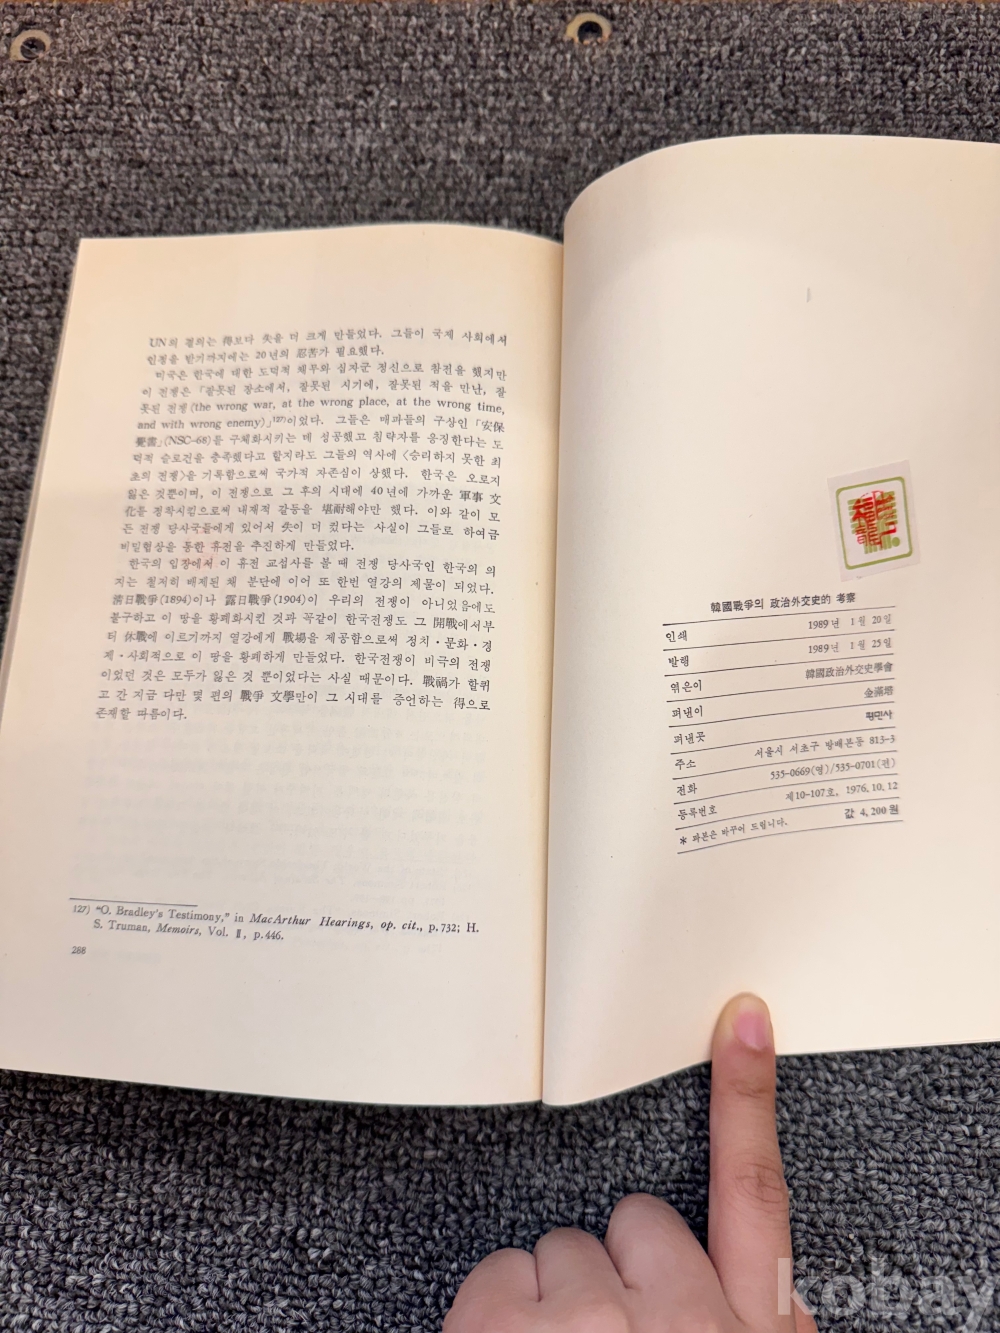 UN의 결의는 得보다 失을 더 크게 만들었다. 그들이 국제 사회에서
인정을 받기까지에는 20년의 忍苦가 필요했다.
미국은 한국에 대한 도덕적 채무와 십자군 정신으로 참전을 했지만
이 전쟁은 「잘못된 장소에서, 잘못된 시기에, 잘못된 적을 만난, 잘
못된 전쟁(the wrong war, at the wrong place, at the wrong time,
and with wrong enemy)」127)이었다. 그들은 매파들의 구상인 「安保
覺書」(NSC-68)를 구체화시키는 데 성공했고 침략자를 응징한다는 도
덕적 승로건을 충족했다고 할지라도 그들의 역사에 〈승리하지 못한 최
초의 전쟁〉을 기록함으로써 국가적 자존심이 상했다. 한국은 오로지
잃은 것뿐이며, 이 전쟁으로 그 후의 시대에 40년에 가까운 軍事 文
化를 정착시킴으로써 내재적 갈등을 堪耐해야만 했다. 이와 같이 모
든 전쟁 당사국들에게 있어서 失이 더 컸다는 사실이 그들로 하여금
비밀협상을 통한 휴전을 추진하게 만들었다.
한국의 입장에서 이 휴전 교섭사를 볼 때 전쟁 당사국인 한국의 의
지는 철저히 배제된 채 분단에 이어 또 한번 열강의 제물이 되었다.
淸日戰爭(1894)이나 露日戰爭(1904)이 우리의 전쟁이 아니었음에도
불구하고 이 땅을 황폐화시킨 것과 꼭같이 한국전쟁도 그 開戰에서부
터 休戰에 이르기까지 열강에게 戰場을 제공함으로써 정치·문화·경
제·사회적으로 이 땅을 황폐하게 만들었다. 한국전쟁이 비극의 전쟁
이었던 것은 모두가 잃은 것 뿐이었다는 사실 때문이다. 戰禍가 할퀴
고 간 지금 다만 몇 편의 戰爭 文學만이 그 시대를 증언하는 得으로
존재할 따름이다.
127) "O. Bradley's Testimony," in MacArthur Hearings, op. cit., p.732; H.
S. Truman, Memoirs, Vol. Ⅱ, p.446.
288
韓國戰爭의 政治外交史的 考察
인쇄 1989년 1월 20일
발행 1989년 1월 25일
엮은이 韓國政治外交史學會
펴낸이 金滿培
펴낸곳 평민사
주소 서울시 서초구 방배본동 813-3
전화 535-0669(영)/535-0701(편)
등록번호 제10-107호, 1976.10.12
* 파본은 바꾸어 드립니다. 값 4,200원
kobay